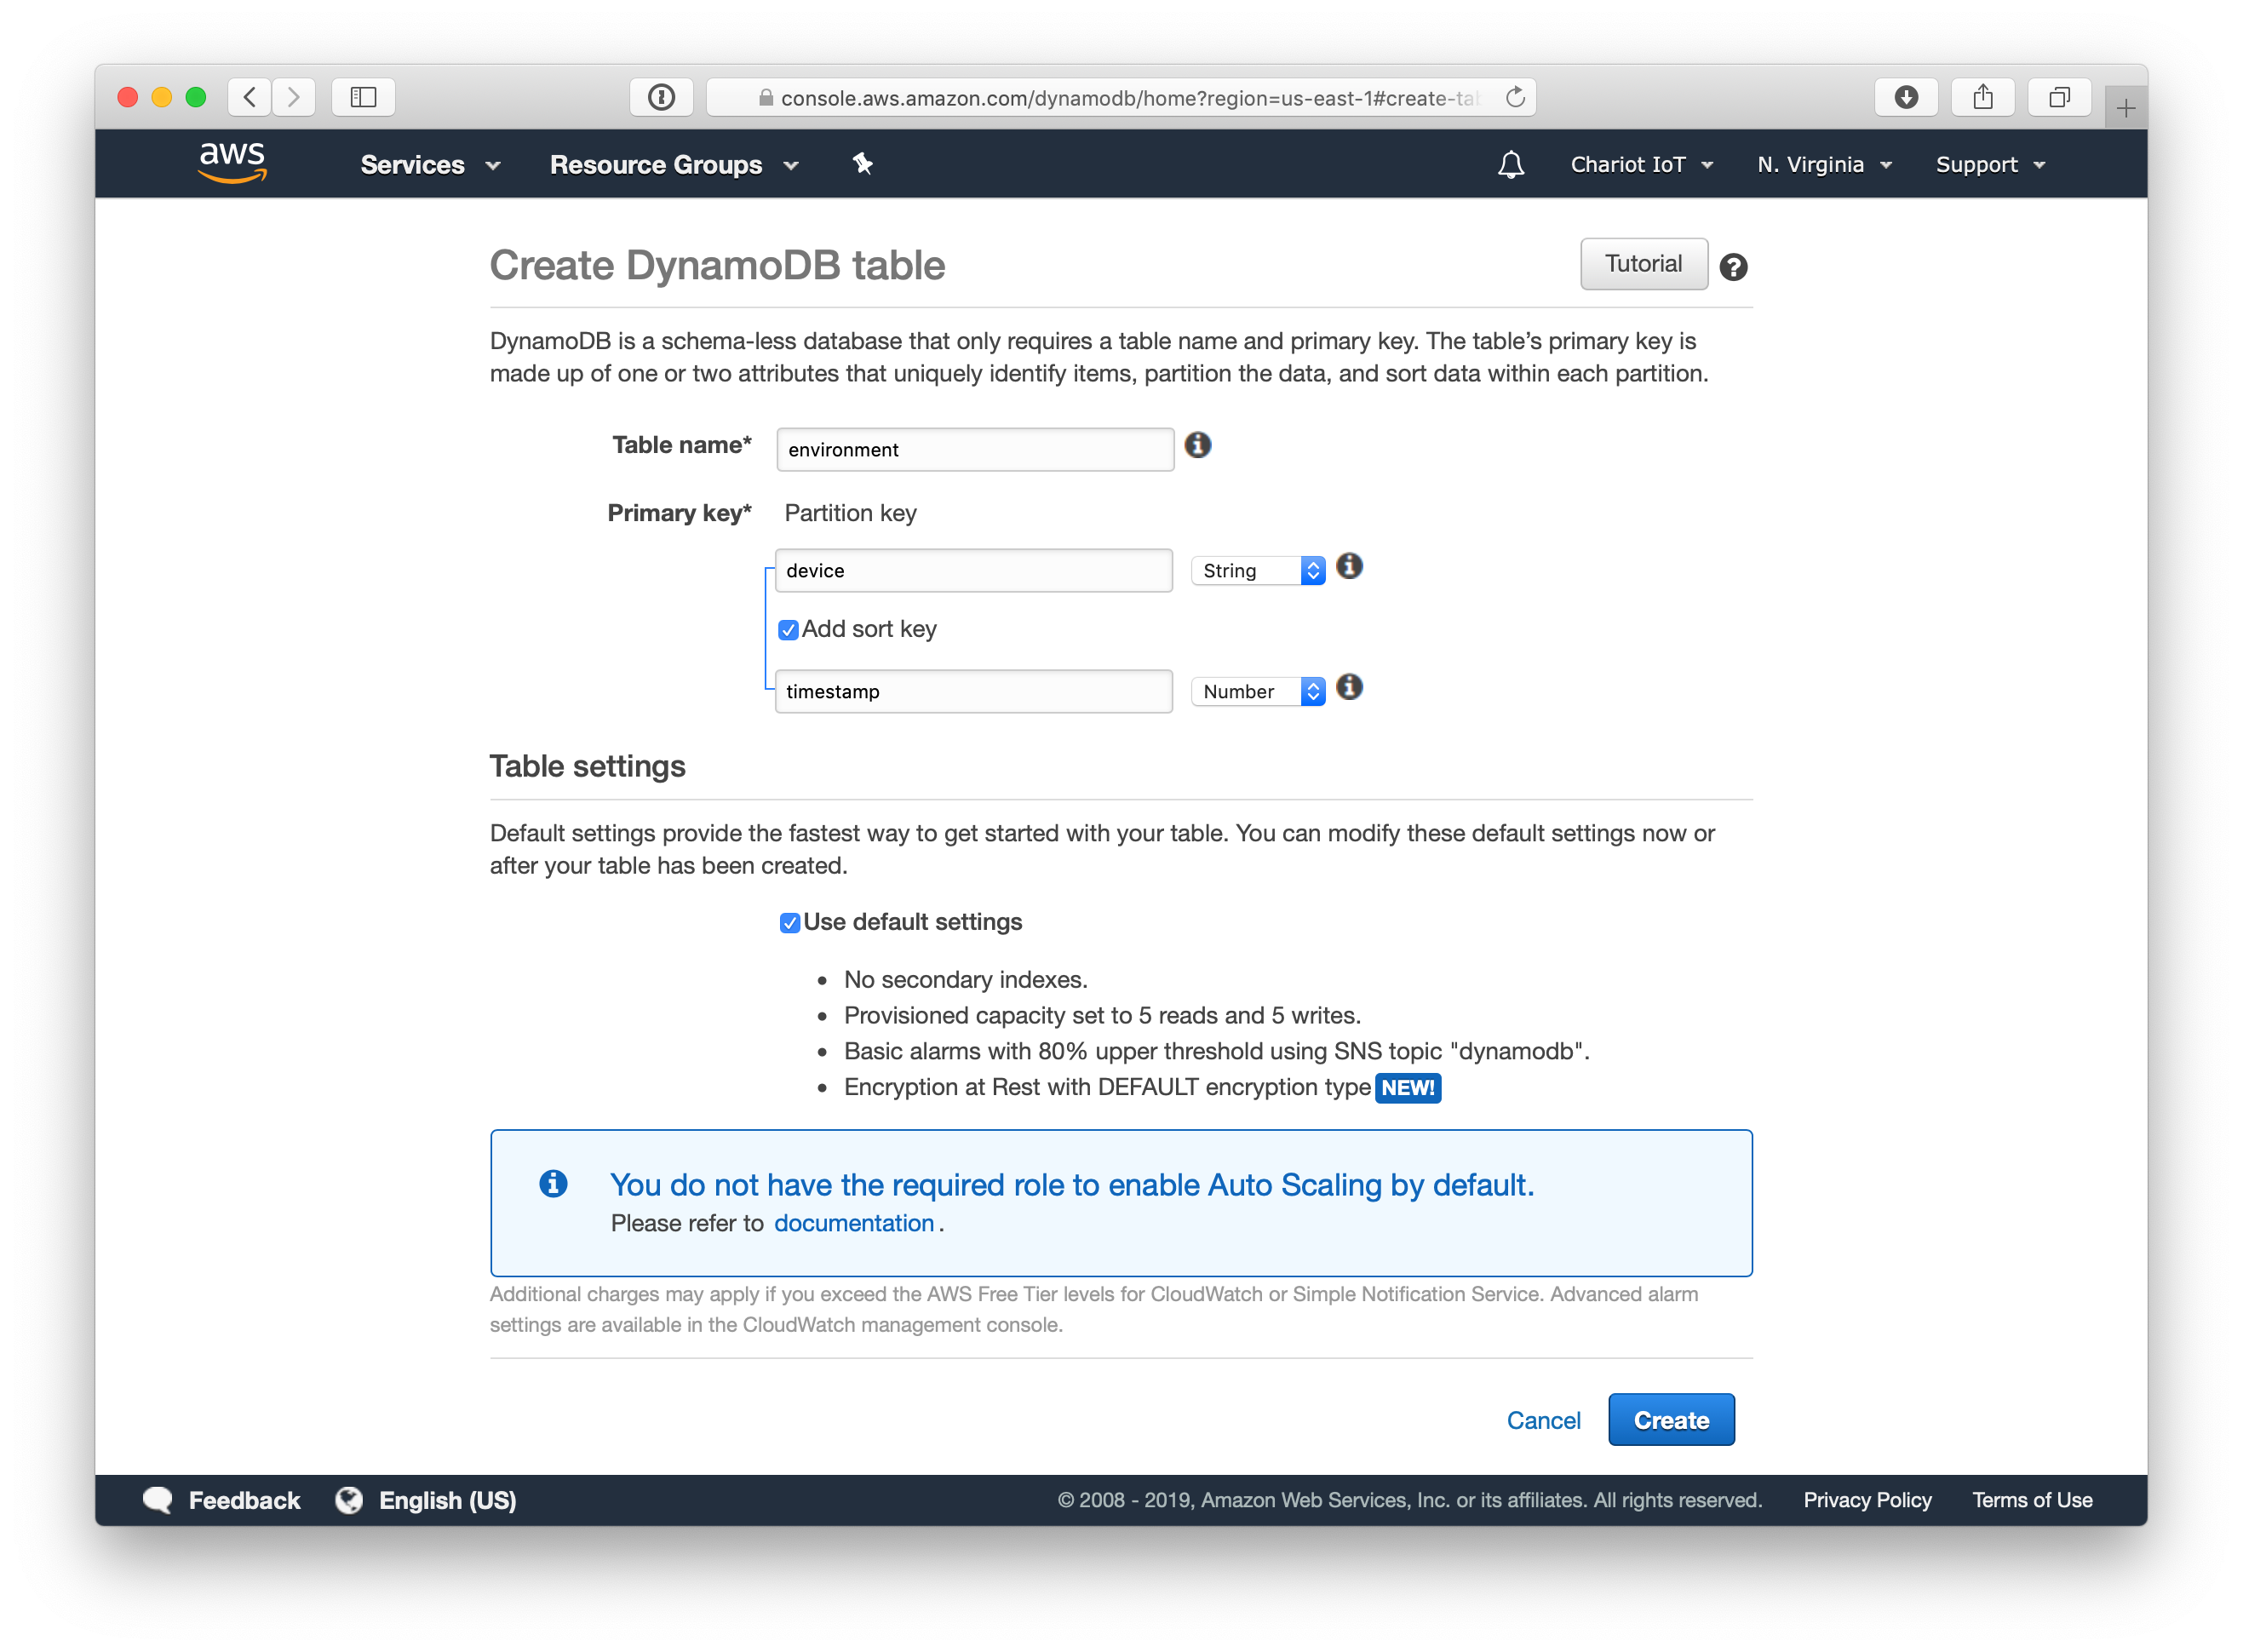 console.aws.amazon.com/dynamodb/home?region=us-east-1#create-tab
aws Services Resource Groups Chariot IoT N. Virginia Support
Create DynamoDB table Tutorial
DynamoDB is a schema-less database that only requires a table name and primary key. The table’s primary key is
made up of one or two attributes that uniquely identify items, partition the data, and sort data within each partition.
Table name* environment
Primary key* Partition key
device String
Add sort key
timestamp Number
Table settings
Default settings provide the fastest way to get started with your table. You can modify these default settings now or
after your table has been created.
Use default settings
No secondary indexes.
Provisioned capacity set to 5 reads and 5 writes.
Basic alarms with 80% upper threshold using SNS topic "dynamodb".
Encryption at Rest with DEFAULT encryption type NEW!
You do not have the required role to enable Auto Scaling by default.
Please refer to documentation.
Additional charges may apply if you exceed the AWS Free Tier levels for CloudWatch or Simple Notification Service. Advanced alarm
settings are available in the CloudWatch management console.
Cancel Create
Feedback English (US) © 2008 - 2019, Amazon Web Services, Inc. or its affiliates. All rights reserved. Privacy Policy Terms of Use